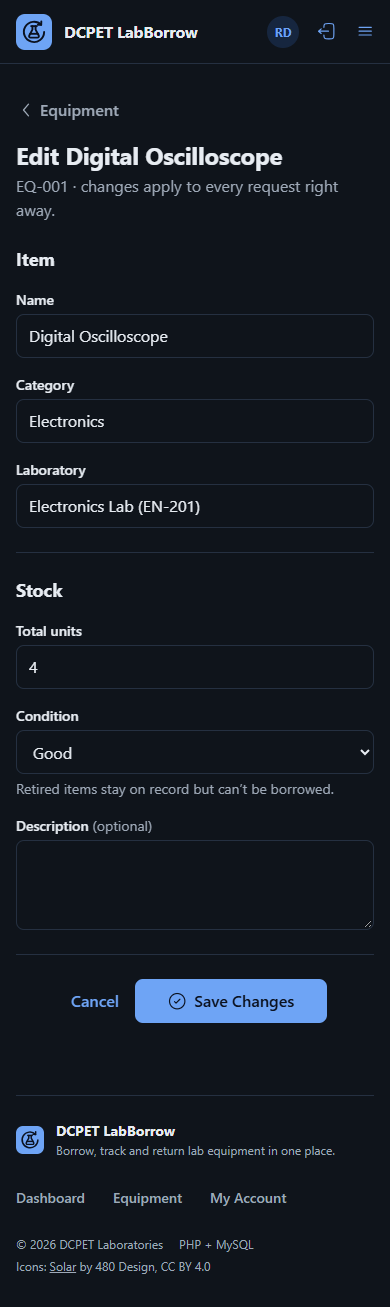 DCPET LabBorrow
RD
Equipment
Edit Digital Oscilloscope
EQ-001 · changes apply to every request right
away.
Item
Name
Digital Oscilloscope
Category
Electronics
Laboratory
Electronics Lab (EN-201)
Stock
Total units
4
Condition
Good
Retired items stay on record but can't be borrowed.
Description (optional)
Cancel
Save Changes
DCPET LabBorrow
Borrow, track and return lab equipment in one place.
Dashboard Equipment My Account
© 2026 DCPET Laboratories PHP + MySQL
Icons: Solar by 480 Design, CC BY 4.0